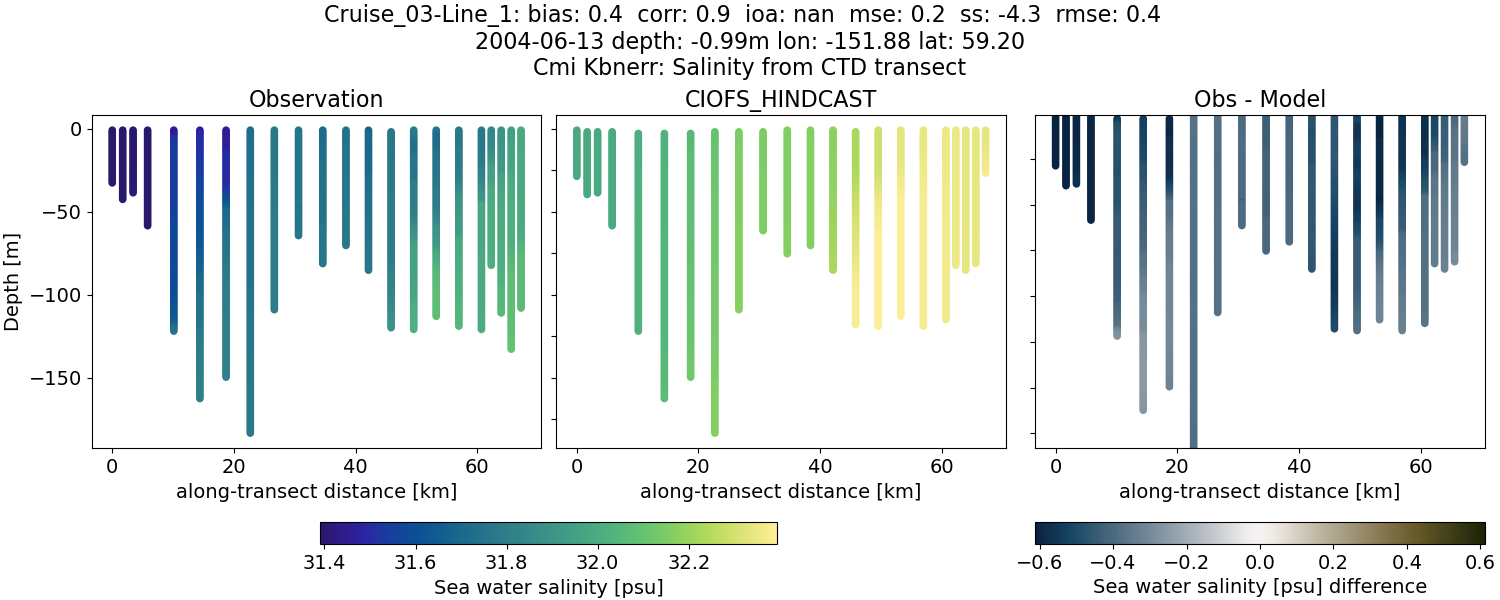 Cruise_03-Line_1: bias: 0.4  corr: 0.9  ioa: nan  mse: 0.2  ss: -4.3  rmse: 0.4
2004-06-13 depth: -0.99m lon: -151.88 lat: 59.20
Cmi Kbnerr: Salinity from CTD transect
Observation
CIOFS_HINDCAST
Obs - Model
Depth [m]
0
−50
−100
−150
0 20 40 60
0 20 40 60
0 20 40 60
along-transect distance [km]
along-transect distance [km]
along-transect distance [km]
31.4 31.6 31.8 32.0 32.2
Sea water salinity [psu]
−0.6 −0.4 −0.2 0.0 0.2 0.4 0.6
Sea water salinity [psu] difference